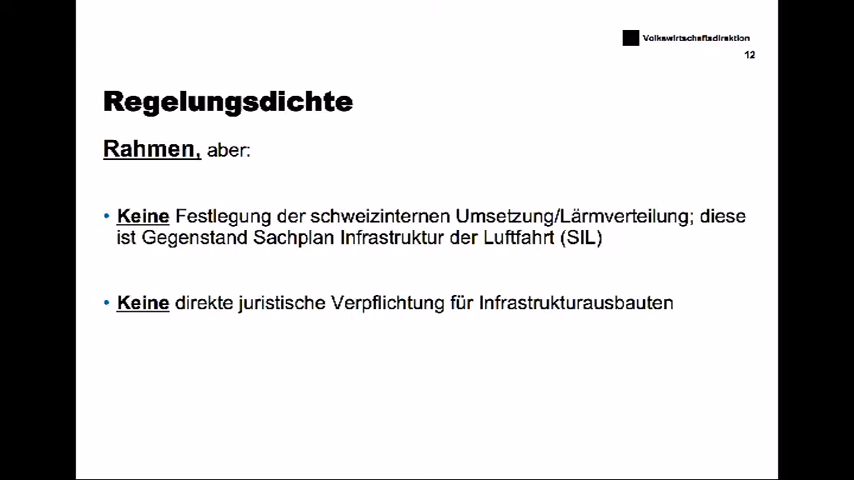 Volkswirtschaftsdirektion
12
Regelungsdichte
Rahmen, aber:
• Keine Festlegung der schweizinternen Umsetzung/Lärmverteilung; diese
ist Gegenstand Sachplan Infrastruktur der Luftfahrt (SIL)
• Keine direkte juristische Verpflichtung für Infrastrukturausbauten